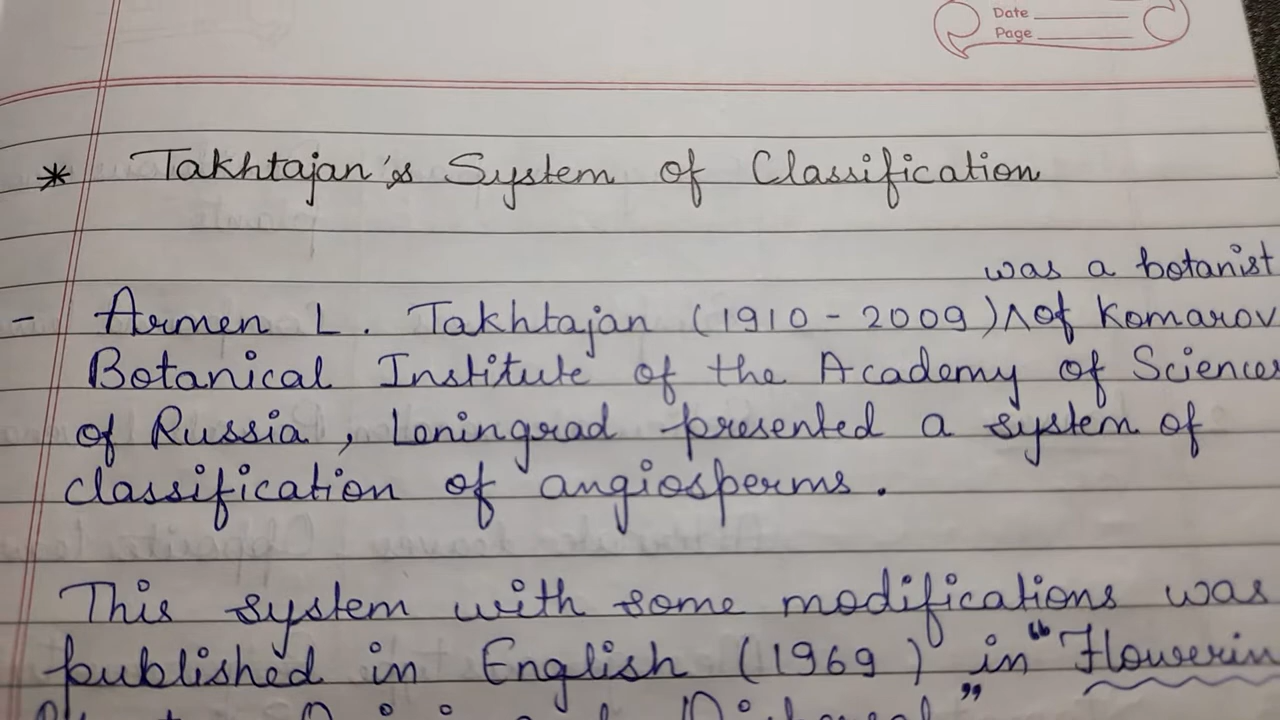 Date
Page
* Takhtajan's System of Classification
was a botanist
- Armen L. Takhtajan (1910 - 2009) ∧ of Komarov
Botanical Institute of the Academy of Sciences
of Russia, Leningrad presented a system of
classification of angiosperms.
This system with some modifications was
published in English (1969) in "Flowerin